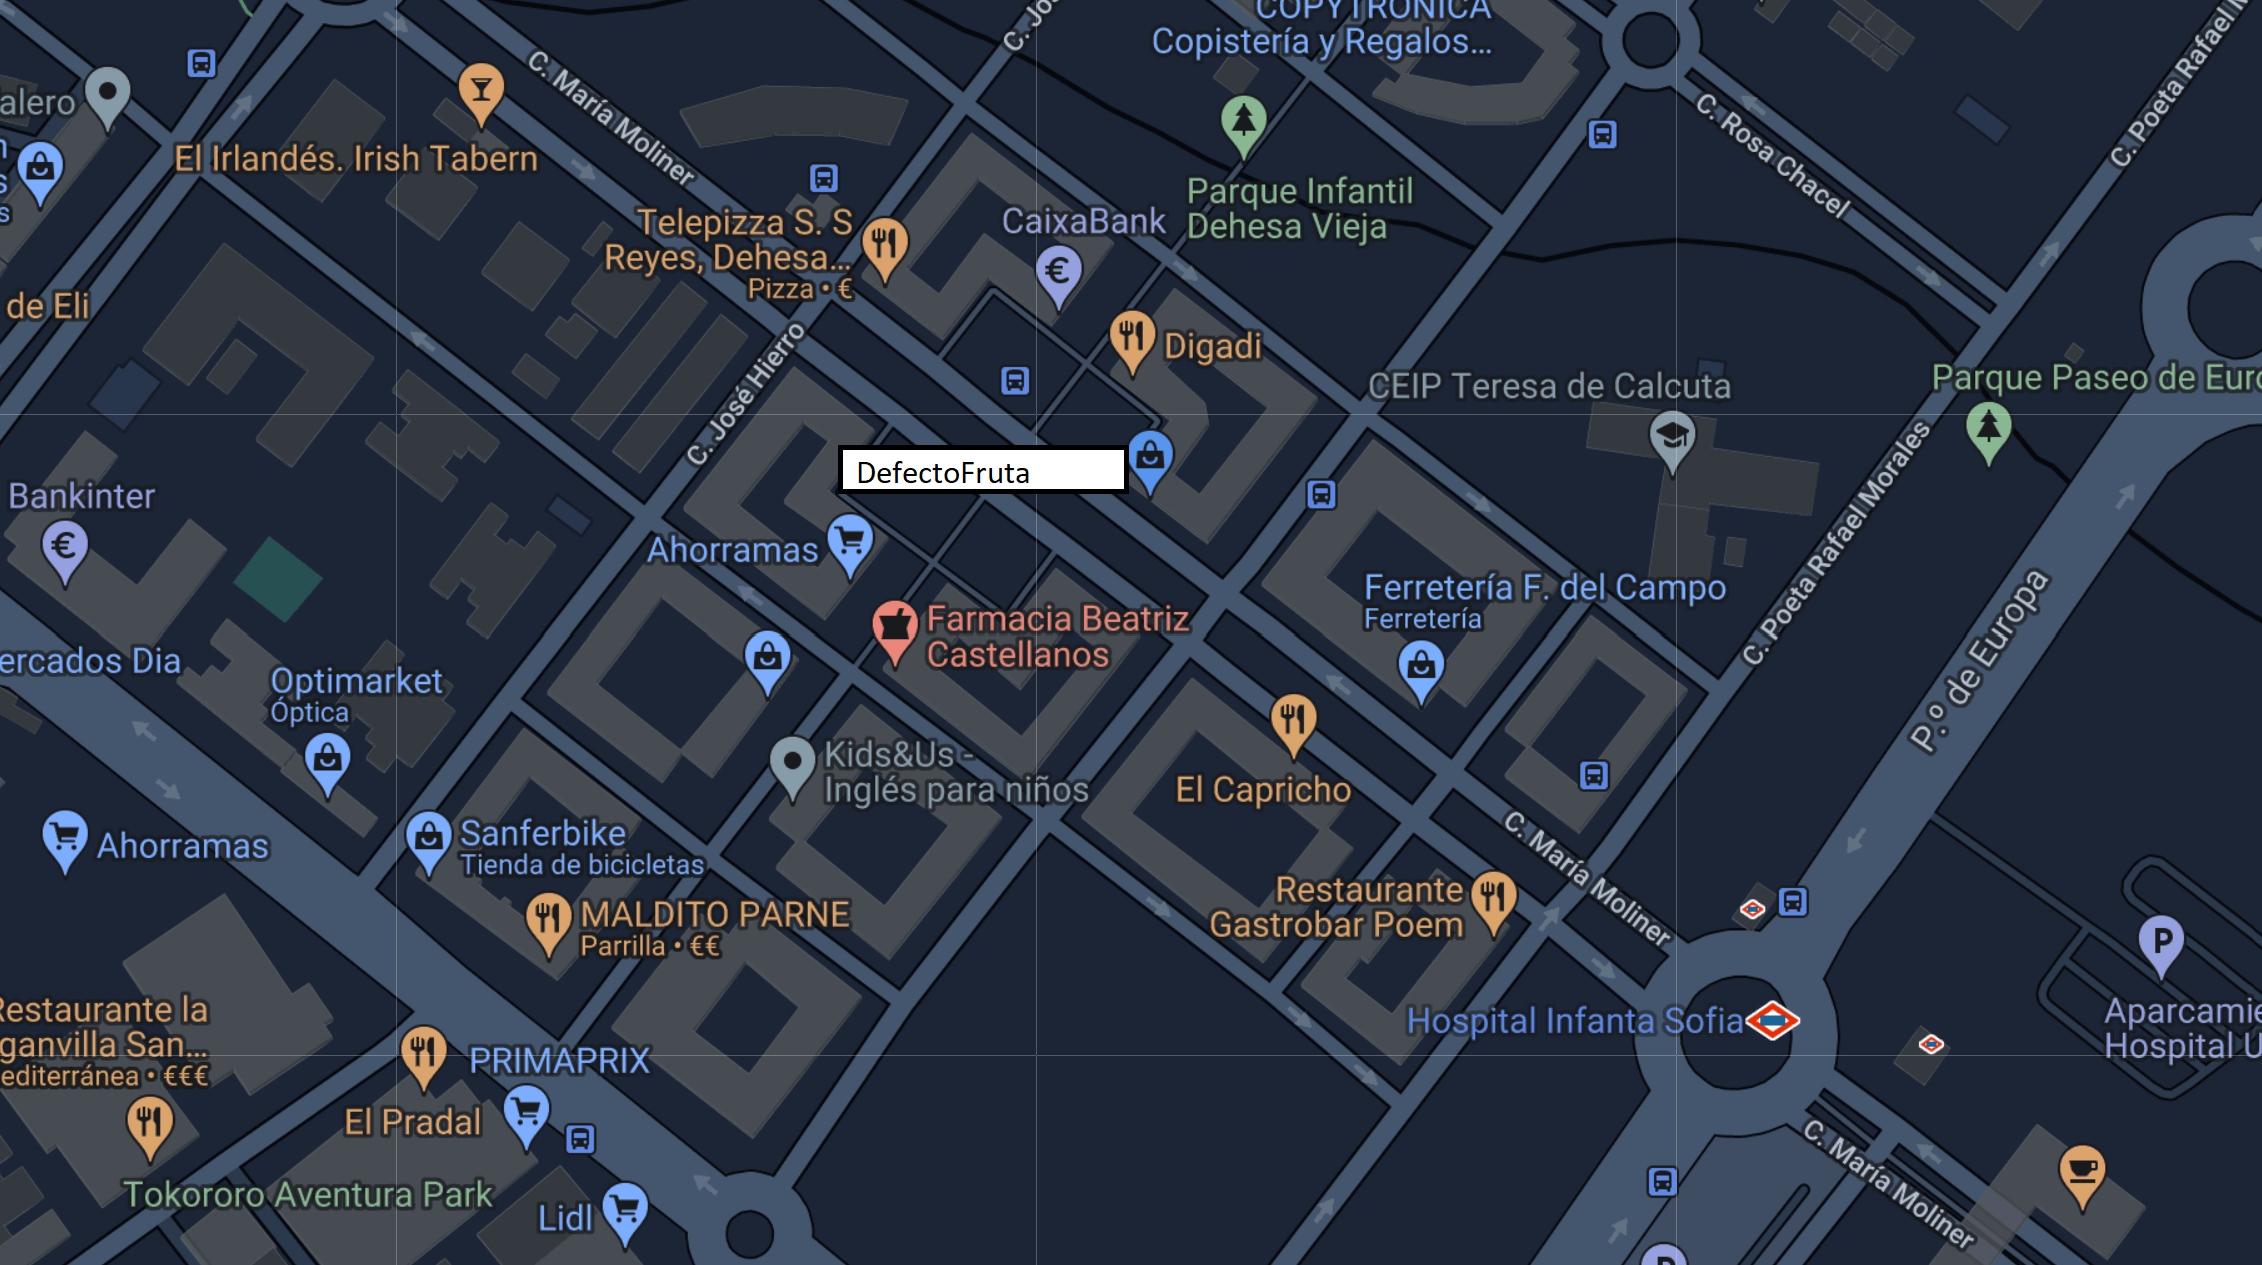 COPYTRONICA
Copistería y Regalos...
C. Jos
C. María Moliner
C. Rosa Chacel
C. Poeta Rafael M
alero
El Irlandés. Irish Tabern
Parque Infantil
Dehesa Vieja
Telepizza S. S
Reyes, Dehesa...
Pizza • €
CaixaBank
de Eli
Digadi
CEIP Teresa de Calcuta
Parque Paseo de Euro
C. José Hierro
DefectoFruta
Bankinter
Ahorramas
C. Poeta Rafael Morales
Farmacia Beatriz
Castellanos
Ferretería F. del Campo
Ferretería
P.º de Europa
ercados Dia
Optimarket
Óptica
Kids&Us -
Inglés para niños
El Capricho
Ahorramas
Sanferbike
Tienda de bicicletas
C. María Moliner
MALDITO PARNE
Parrilla • €€
Restaurante
Gastrobar Poem
Restaurante la
ganvilla San...
editerránea • €€€
Hospital Infanta Sofia
P
Aparcamie
Hospital U
PRIMAPRIX
El Pradal
Tokororo Aventura Park
Lidl
C. María Moliner
P